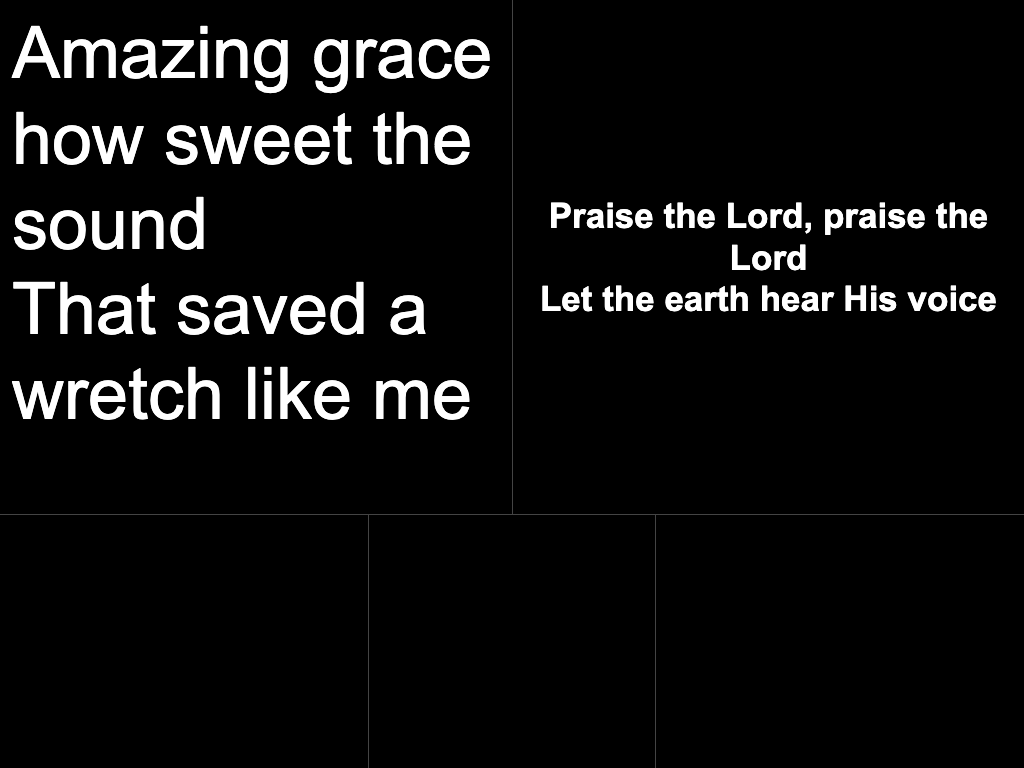 Amazing grace
how sweet the
sound
That saved a
wretch like me
Praise the Lord, praise the
Lord
Let the earth hear His voice